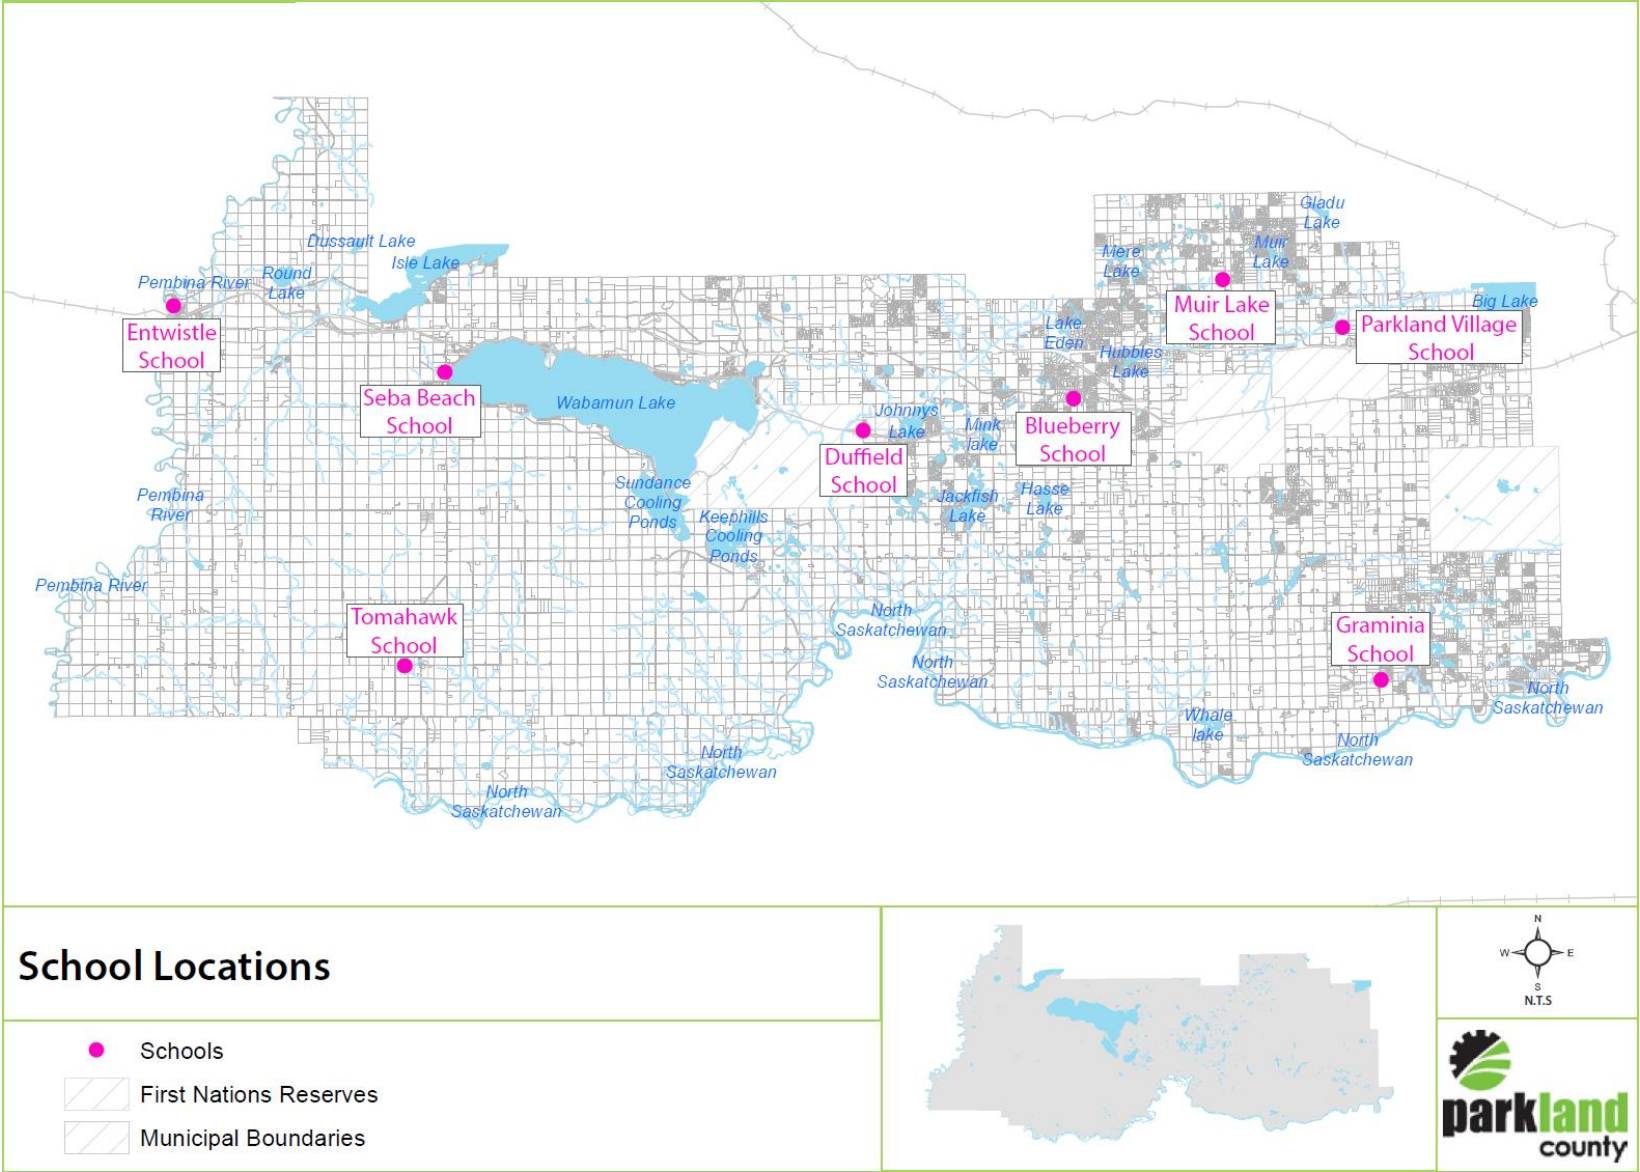 Gladu
Lake
Dussault Lake
Isle Lake
Mere
Lake
Muir
Lake
Pembina River
Round
Lake
Big Lake
Muir Lake
School
Parkland Village
School
Entwistle
School
Lake
Eden
Hubbles
Lake
Seba Beach
School
Wabamun Lake
Johnnys
Lake
Mink
lake
Blueberry
School
Duffield
School
Sundance
Cooling
Ponds
Pembina
River
Keephills
Cooling
Ponds
Jackfish
Lake
Hasse
Lake
Pembina River
Tomahawk
School
North
Saskatchewan
North
Saskatchewan
Graminia
School
North
Saskatchewan
Whale
lake
North
Saskatchewan
North
Saskatchewan
North
Saskatchewan
School Locations
Schools
First Nations Reserves
Municipal Boundaries
N
W E
S
N.T.S
parkland
county